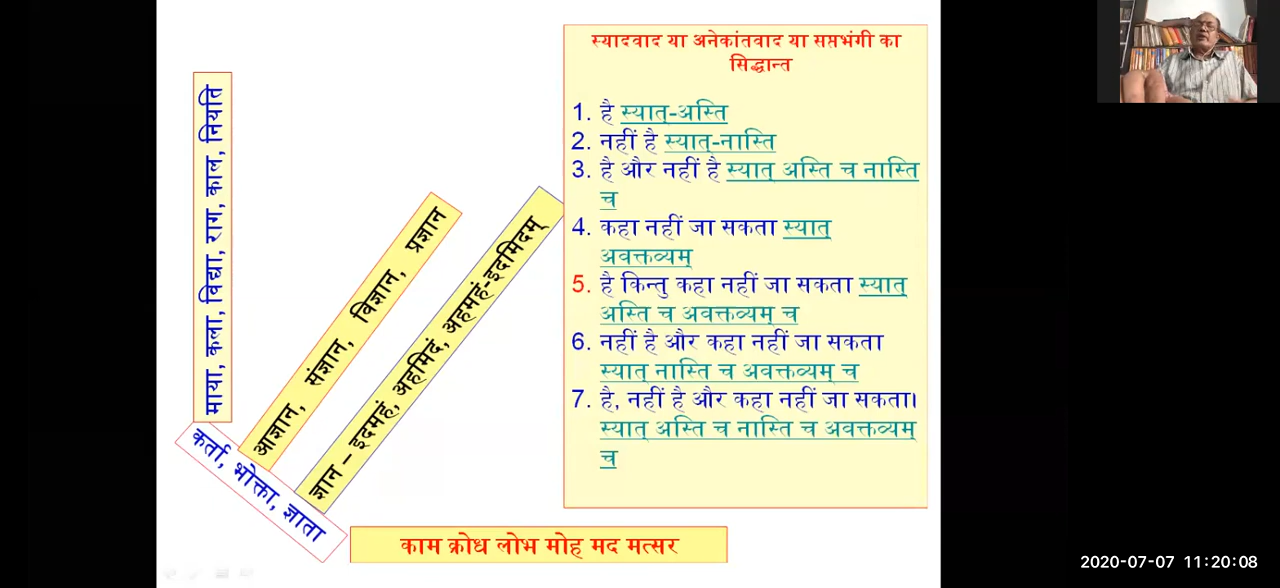 स्यादवाद या अनेकांतवाद या सप्तभंगी का
सिद्धान्त
1. है स्यात्-अस्ति
2. नहीं है स्यात्-नास्ति
3. है और नहीं है स्यात् अस्ति च नास्ति
च
4. कहा नहीं जा सकता स्यात्
अवक्तव्यम्
5. है किन्तु कहा नहीं जा सकता स्यात्
अस्ति च अवक्तव्यम् च
6. नहीं है और कहा नहीं जा सकता
स्यात् नास्ति च अवक्तव्यम् च
7. है, नहीं है और कहा नहीं जा सकता।
स्यात् अस्ति च नास्ति च अवक्तव्यम्
च
माया, कला, विद्या, राग, काल, नियति
आज्ञान, संज्ञान, विज्ञान, प्रज्ञान
ज्ञान – इदमहं, अहमिदं, अहमहं-इदमिदम्
कर्ता, भोक्ता, ज्ञाता
काम क्रोध लोभ मोह मद मत्सर
2020-07-07 11:20:08